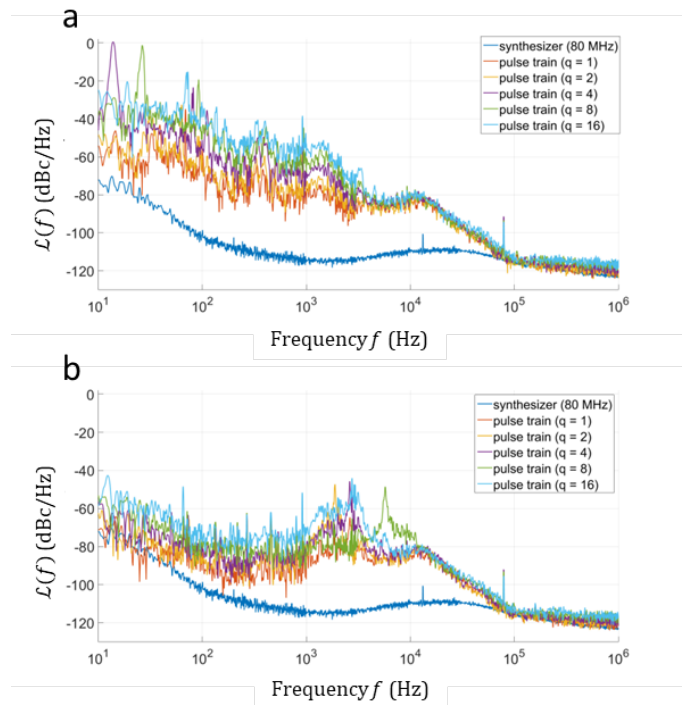 a
0
-20
-40
-60
-80
-100
-120
ℒ(f) (dBc/Hz)
synthesizer (80 MHz)
pulse train (q = 1)
pulse train (q = 2)
pulse train (q = 4)
pulse train (q = 8)
pulse train (q = 16)
10¹ 10² 10³ 10⁴ 10⁵ 10⁶
Frequency f (Hz)
b
0
-20
-40
-60
-80
-100
-120
ℒ(f) (dBc/Hz)
synthesizer (80 MHz)
pulse train (q = 1)
pulse train (q = 2)
pulse train (q = 4)
pulse train (q = 8)
pulse train (q = 16)
10¹ 10² 10³ 10⁴ 10⁵ 10⁶
Frequency f (Hz)